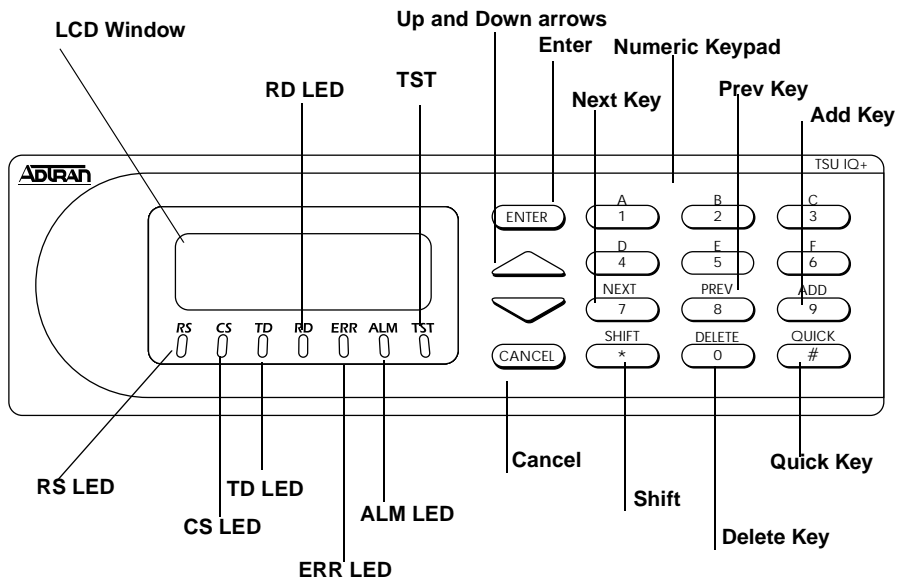 Up and Down arrows
LCD Window
Enter
Numeric Keypad
RD LED
TST
Next Key
Prev Key
Add Key
ADTRAN
TSU IQ+
A
B
C
ENTER
1
2
3
D
E
F
4
5
6
NEXT
PREV
ADD
7
8
9
RS CS TD RD ERR ALM TST
SHIFT
DELETE
QUICK
CANCEL
*
0
#
Cancel
Quick Key
RS LED
TD LED
Shift
CS LED
ALM LED
Delete Key
ERR LED